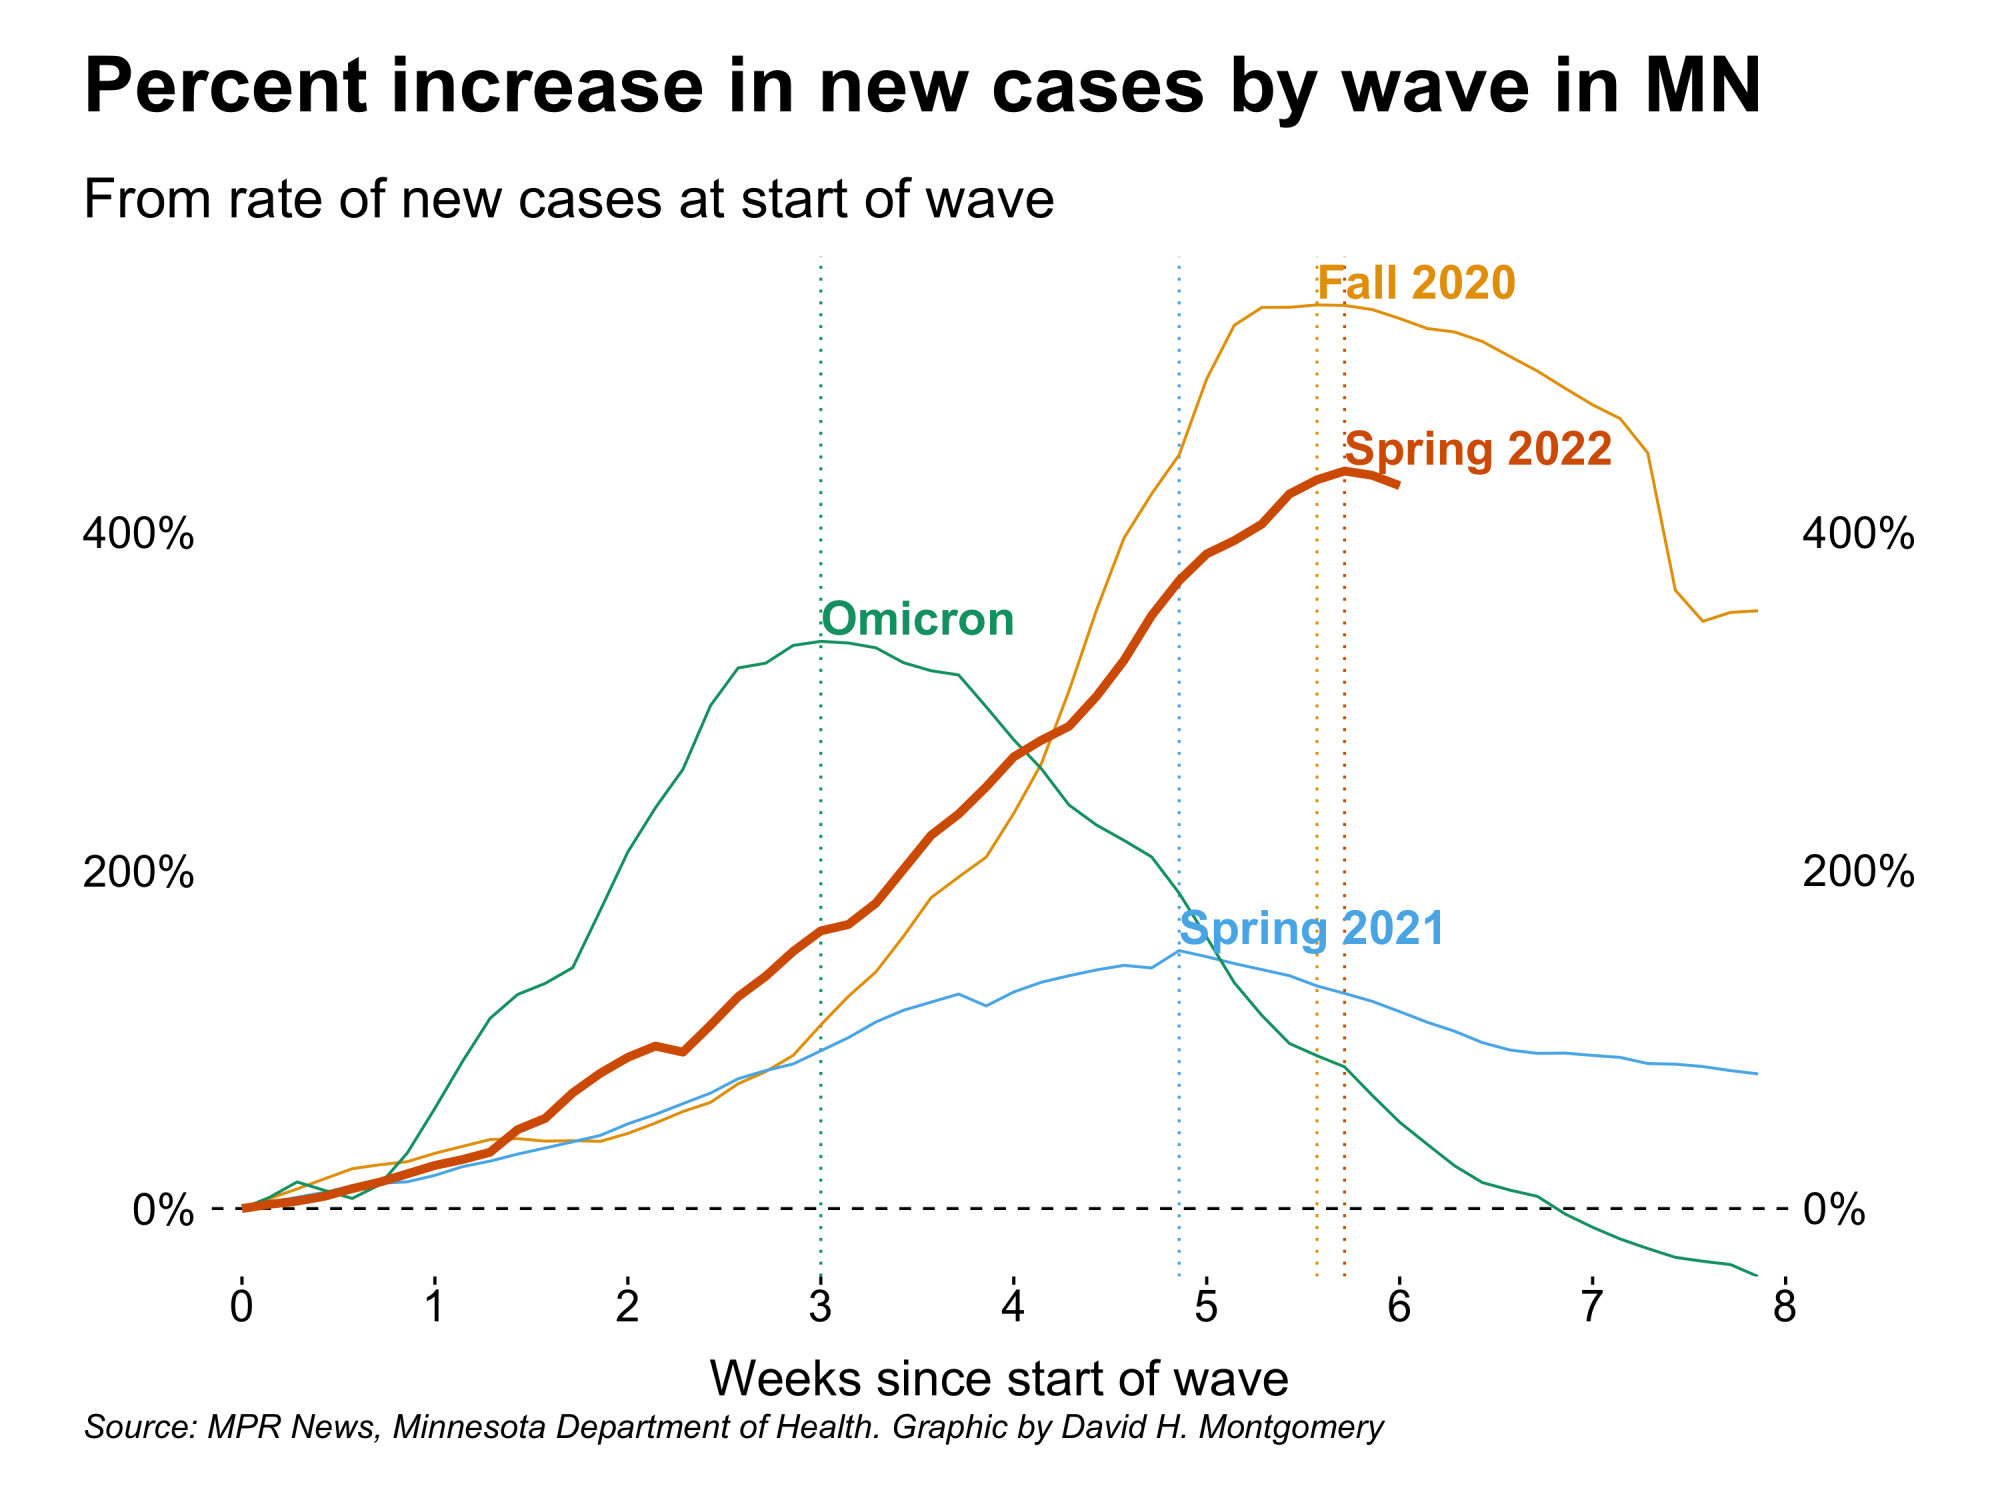 Percent increase in new cases by wave in MN
From rate of new cases at start of wave
Fall 2020
Spring 2022
400% 400%
Omicron
200% 200%
Spring 2021
0% 0%
0 1 2 3 4 5 6 7 8
Weeks since start of wave
Source: MPR News, Minnesota Department of Health. Graphic by David H. Montgomery